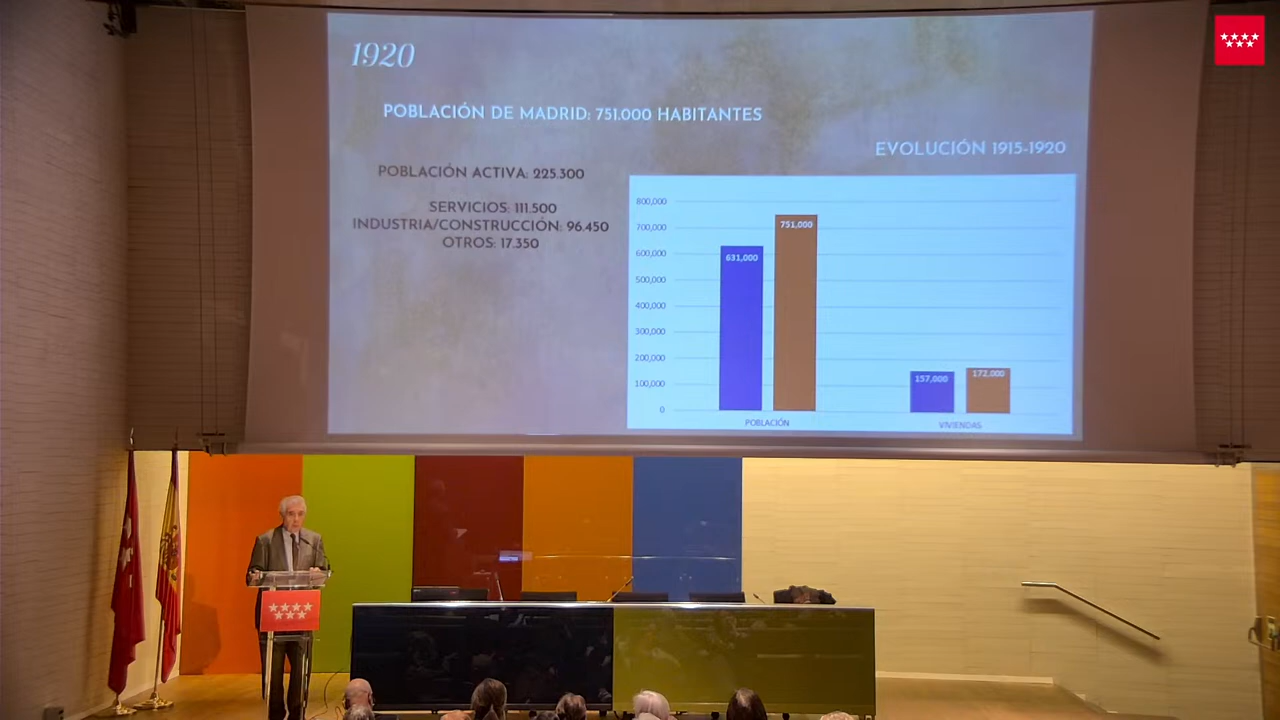 1920
POBLACIÓN DE MADRID: 751.000 HABITANTES
EVOLUCIÓN 1915-1920
POBLACIÓN ACTIVA: 225.300
SERVICIOS: 111.500
INDUSTRIA/CONSTRUCCIÓN: 96.450
OTROS: 17.350
800,000
700,000
600,000
500,000
400,000
300,000
200,000
100,000
0
631,000
751,000
157,000
172,000
POBLACIÓN
VIVIENDAS